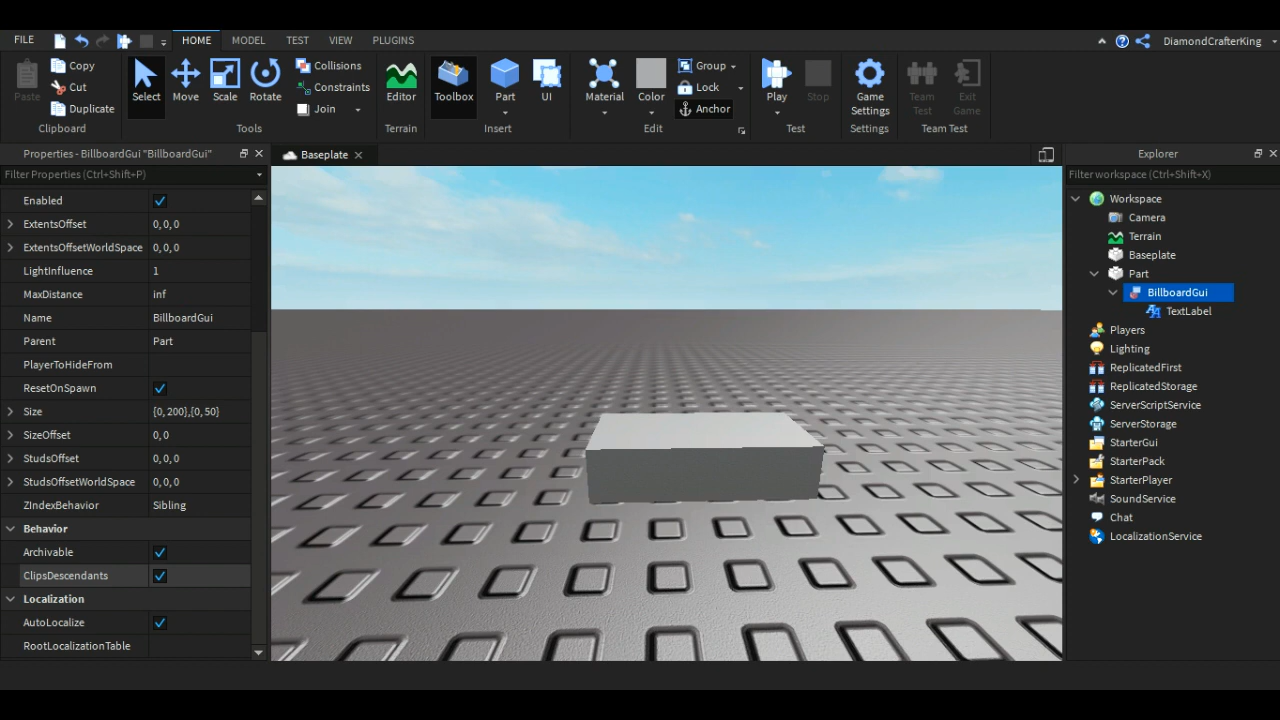 FILE
HOME
MODEL
TEST
VIEW
PLUGINS
DiamondCrafterKing
Paste
Copy
Cut
Duplicate
Clipboard
Select
Move
Scale
Rotate
Collisions
Constraints
Join
Tools
Editor
Terrain
Toolbox
Part
UI
Insert
Material
Color
Group
Lock
Anchor
Edit
Play
Stop
Test
Game
Settings
Settings
Team
Test
Exit
Game
Team Test
Properties - BillboardGui "BillboardGui"
Filter Properties (Ctrl+Shift+P)
Enabled
ExtentsOffset 0, 0, 0
ExtentsOffsetWorldSpace 0, 0, 0
LightInfluence 1
MaxDistance inf
Name BillboardGui
Parent Part
PlayerToHideFrom
ResetOnSpawn
Size {0, 200},{0, 50}
SizeOffset 0, 0
StudsOffset 0, 0, 0
StudsOffsetWorldSpace 0, 0, 0
ZIndexBehavior Sibling
Behavior
Archivable
ClipsDescendants
Localization
AutoLocalize
RootLocalizationTable
Baseplate
Explorer
Filter workspace (Ctrl+Shift+X)
Workspace
Camera
Terrain
Baseplate
Part
BillboardGui
TextLabel
Players
Lighting
ReplicatedFirst
ReplicatedStorage
ServerScriptService
ServerStorage
StarterGui
StarterPack
StarterPlayer
SoundService
Chat
LocalizationService